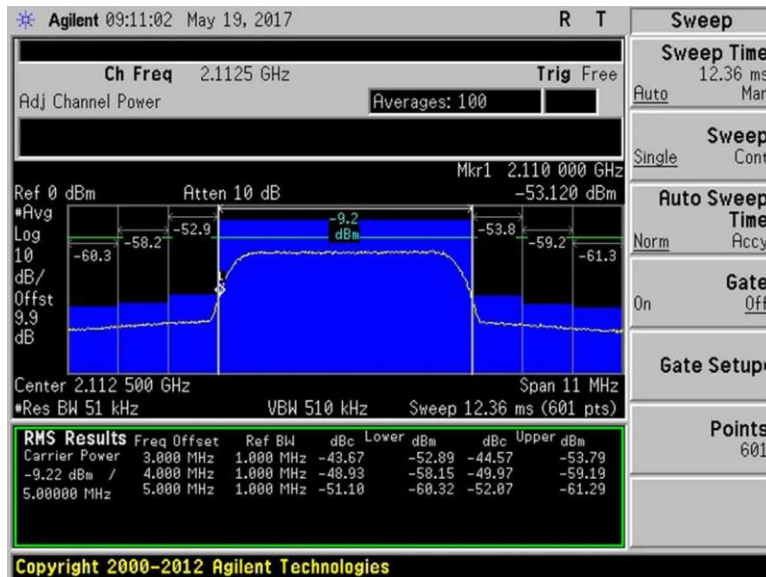 Agilent 09:11:02 May 19, 2017 R T
Sweep
Ch Freq 2.1125 GHz Trig Free
Adj Channel Power Averages: 100
Mkr1 2.110 000 GHz
Ref 0 dBm Atten 10 dB -53.120 dBm
#Avg
Log
10
dB/
Offst
9.9
dB
-60.3 -58.2 -52.9 -9.2 dBm -53.8 -59.2 -61.3
1
Center 2.112 500 GHz Span 11 MHz
#Res BW 51 kHz VBW 510 kHz Sweep 12.36 ms (601 pts)
RMS Results Freq Offset Ref BW dBc Lower dBm dBc Upper dBm
Carrier Power 3.000 MHz 1.000 MHz -43.67 -52.89 -44.57 -53.79
-9.22 dBm / 4.000 MHz 1.000 MHz -48.93 -58.15 -49.97 -59.19
5.00000 MHz 5.000 MHz 1.000 MHz -51.10 -60.32 -52.07 -61.29
Copyright 2000-2012 Agilent Technologies
Sweep Time
12.36 ms
Auto Man
Sweep
Single Cont
Auto Sweep
Time
Norm Accy
Gate
On Off
Gate Setup
Points
601